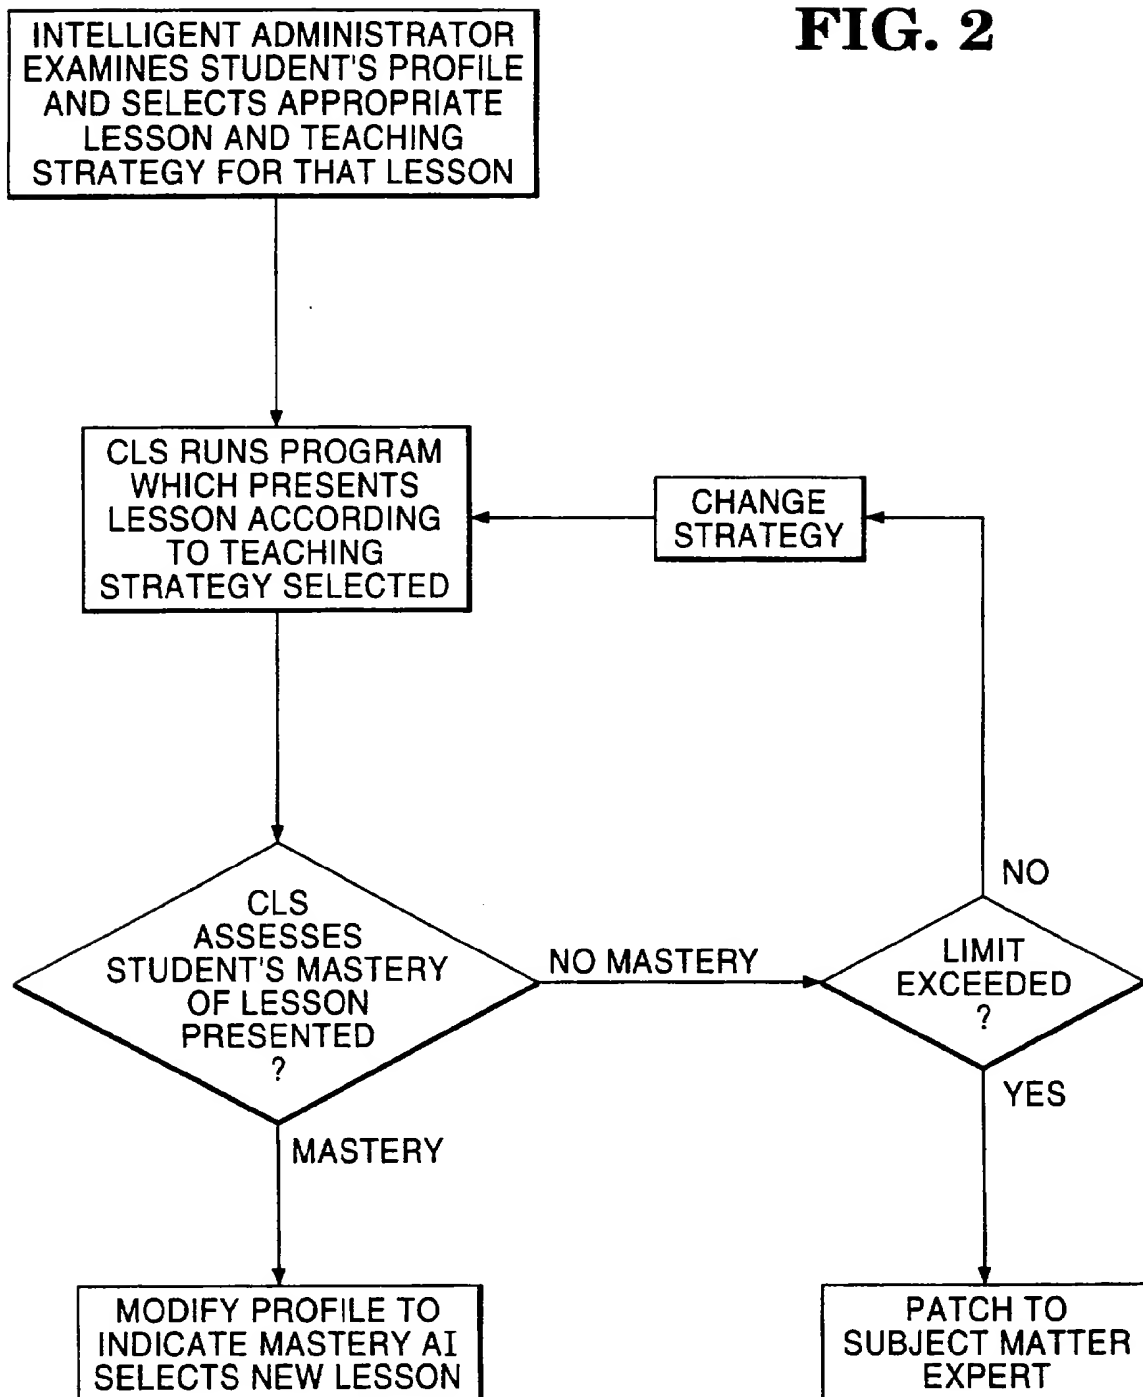 FIG. 2
INTELLIGENT ADMINISTRATOR
EXAMINES STUDENT'S PROFILE
AND SELECTS APPROPRIATE
LESSON AND TEACHING
STRATEGY FOR THAT LESSON
CLS RUNS PROGRAM
WHICH PRESENTS
LESSON ACCORDING
TO TEACHING
STRATEGY SELECTED
CHANGE
STRATEGY
CLS
ASSESSES
STUDENT'S MASTERY
OF LESSON
PRESENTED
?
NO MASTERY
LIMIT
EXCEEDED
?
NO
YES
MASTERY
MODIFY PROFILE TO
INDICATE MASTERY AI
SELECTS NEW LESSON
PATCH TO
SUBJECT MATTER
EXPERT